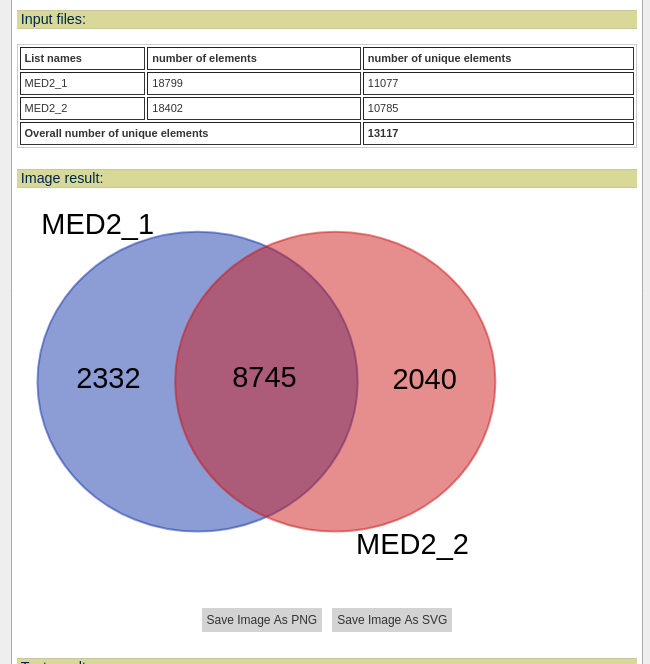 Input files:
List names number of elements number of unique elements
MED2_1 18799 11077
MED2_2 18402 10785
Overall number of unique elements 13117
Image result:
MED2_1
2332 8745 2040
MED2_2
Save Image As PNG Save Image As SVG